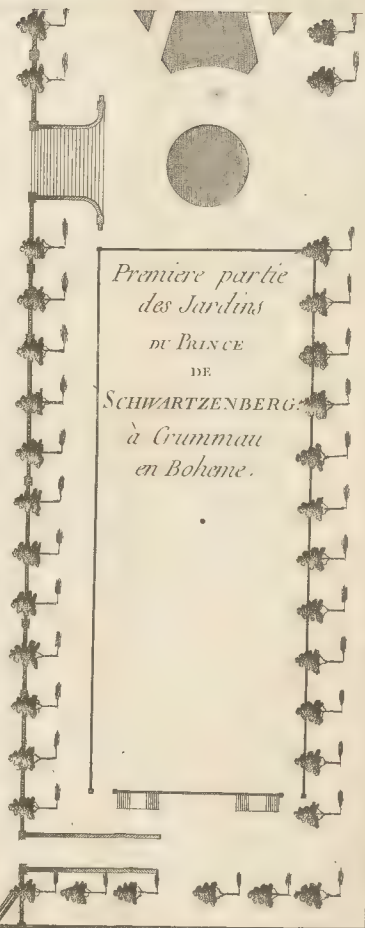 Premiere partie
des Jardins
DU PRINCE
DE
SCHWARTZENBERG.
à Crummau
en Boheme.